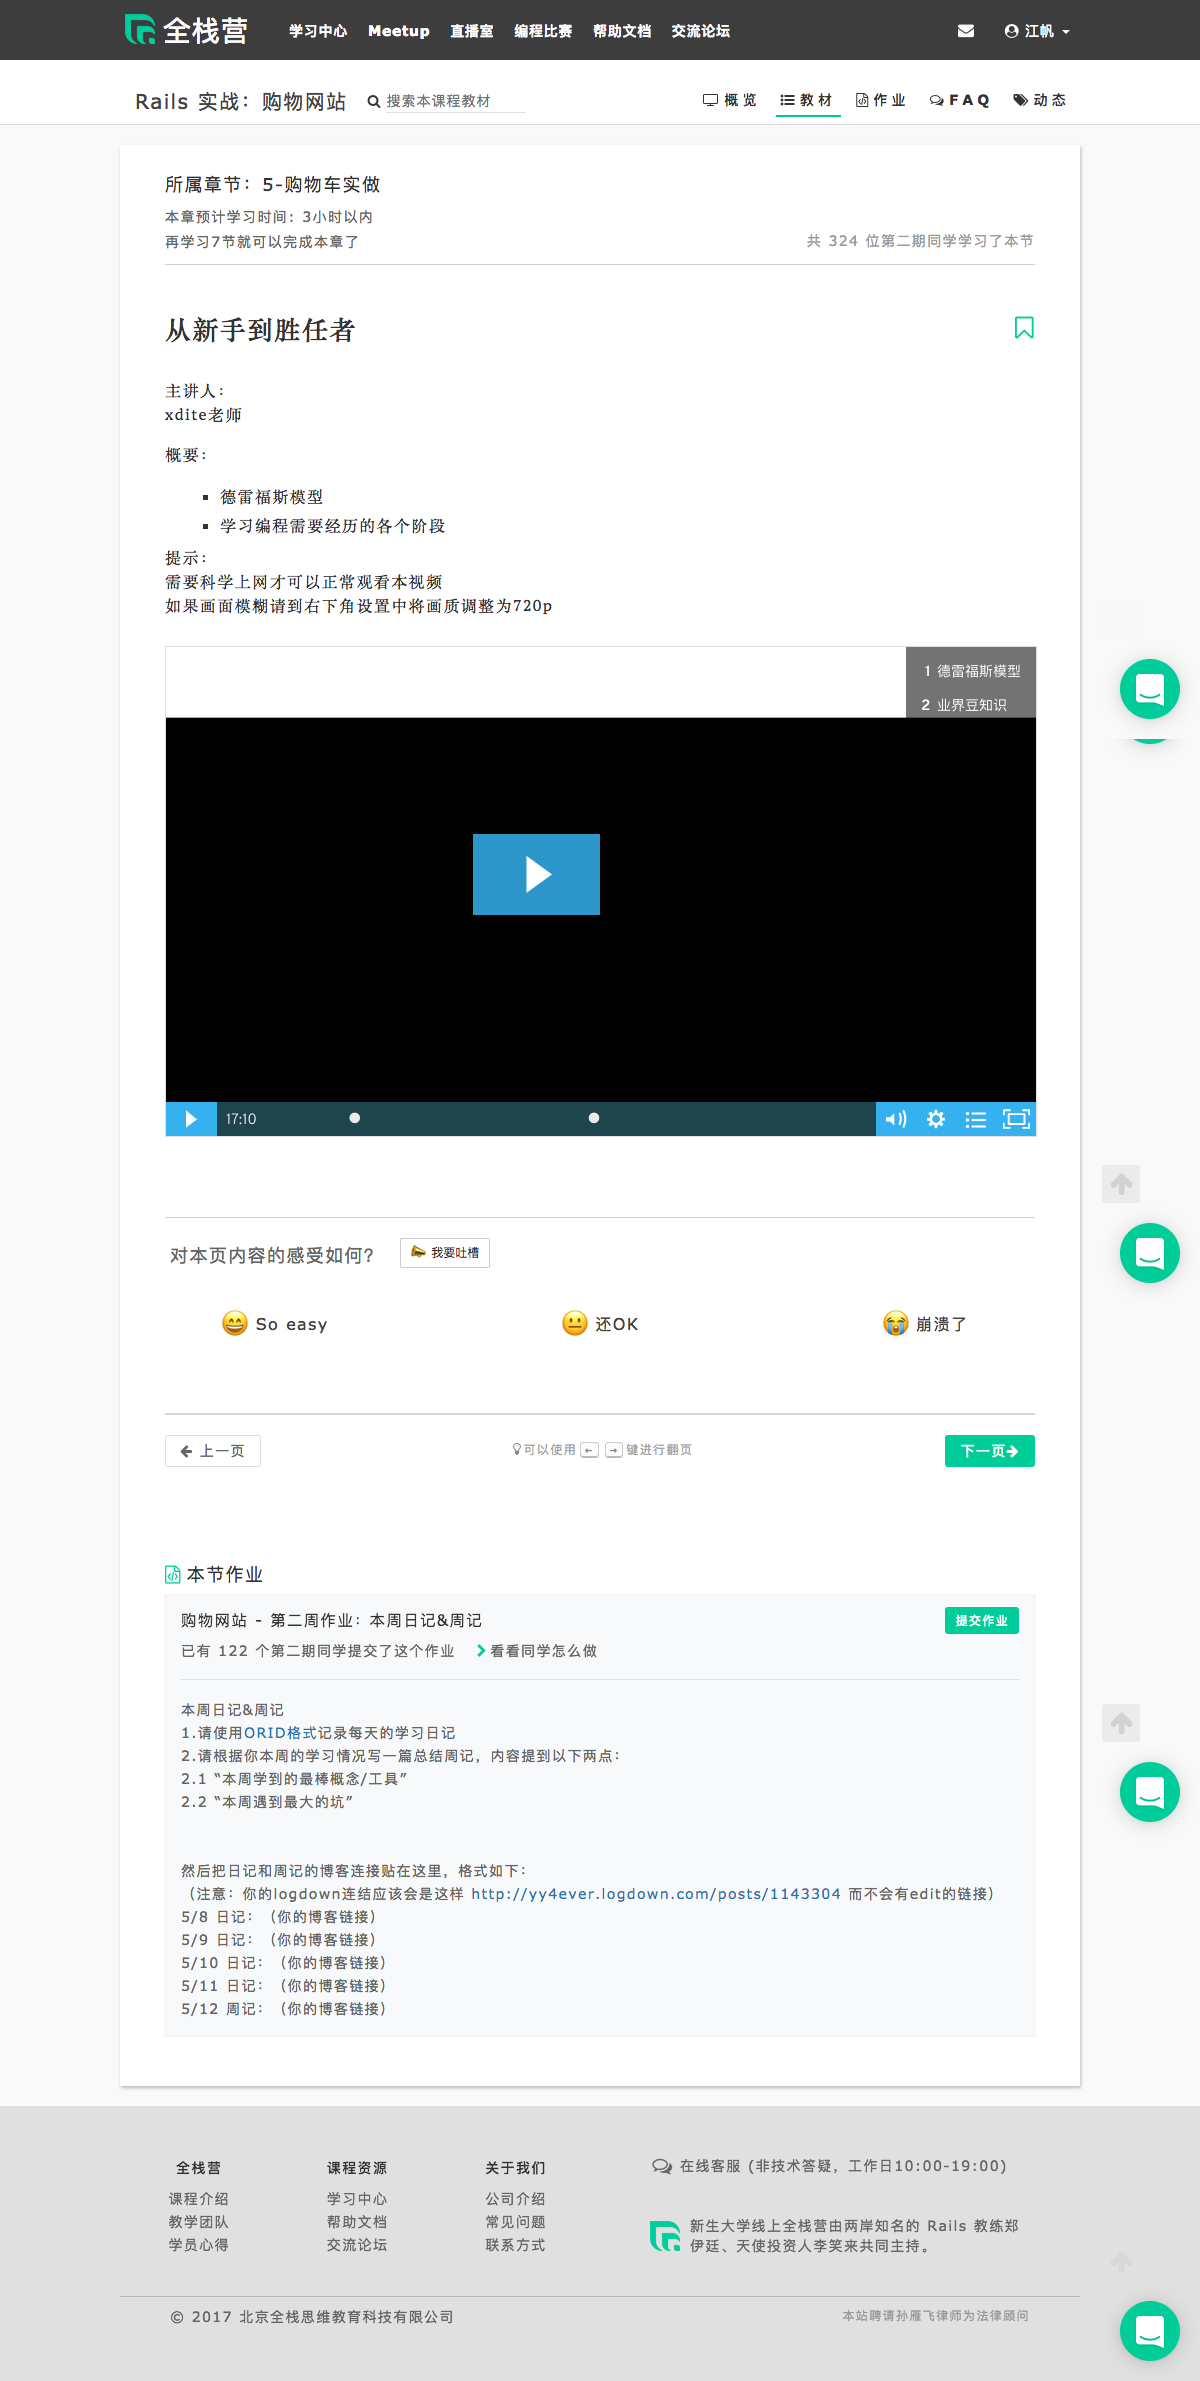 全栈营
学习中心 Meetup 直播室 编程比赛 帮助文档 交流论坛 江帆
Rails 实战：购物网站 搜索本课程教材 概览 教材 作业 FAQ 动态
所属章节：5-购物车实做
本章预计学习时间：3小时以内
再学习7节就可以完成本章了
共 324 位第二期同学学习了本节
从新手到胜任者
主讲人：
xdite老师
概要：
德雷福斯模型
学习编程需要经历的各个阶段
提示：
需要科学上网才可以正常观看本视频
如果画面模糊请到右下角设置中将画质调整为720p
1 德雷福斯模型
2 业界豆知识
17:10
对本页内容的感受如何？ 我要吐槽
So easy 还OK 崩溃了
上一页 可以使用 ← → 键进行翻页 下一页
本节作业
购物网站 - 第二周作业：本周日记&周记 提交作业
已有 122 个第二期同学提交了这个作业 看看同学怎么做
本周日记&周记
1.请使用ORID格式记录每天的学习日记
2.请根据你本周的学习情况写一篇总结周记，内容提到以下两点：
2.1 “本周学到的最棒概念/工具”
2.2 “本周遇到最大的坑”
然后把日记和周记的博客连接贴在这里，格式如下：
（注意：你的logdown连结应该会是这样 http://yy4ever.logdown.com/posts/1143304 而不会有edit的链接）
5/8 日记：（你的博客链接）
5/9 日记：（你的博客链接）
5/10 日记：（你的博客链接）
5/11 日记：（你的博客链接）
5/12 周记：（你的博客链接）
全栈营 课程资源 关于我们 在线客服 (非技术答疑，工作日10:00-19:00)
课程介绍 学习中心 公司介绍
教学团队 帮助文档 常见问题
学员心得 交流论坛 联系方式
新生大学线上全栈营由两岸知名的 Rails 教练郑
伊廷、天使投资人李笑来共同主持。
© 2017 北京全栈思维教育科技有限公司 本站聘请孙雁飞律师为法律顾问